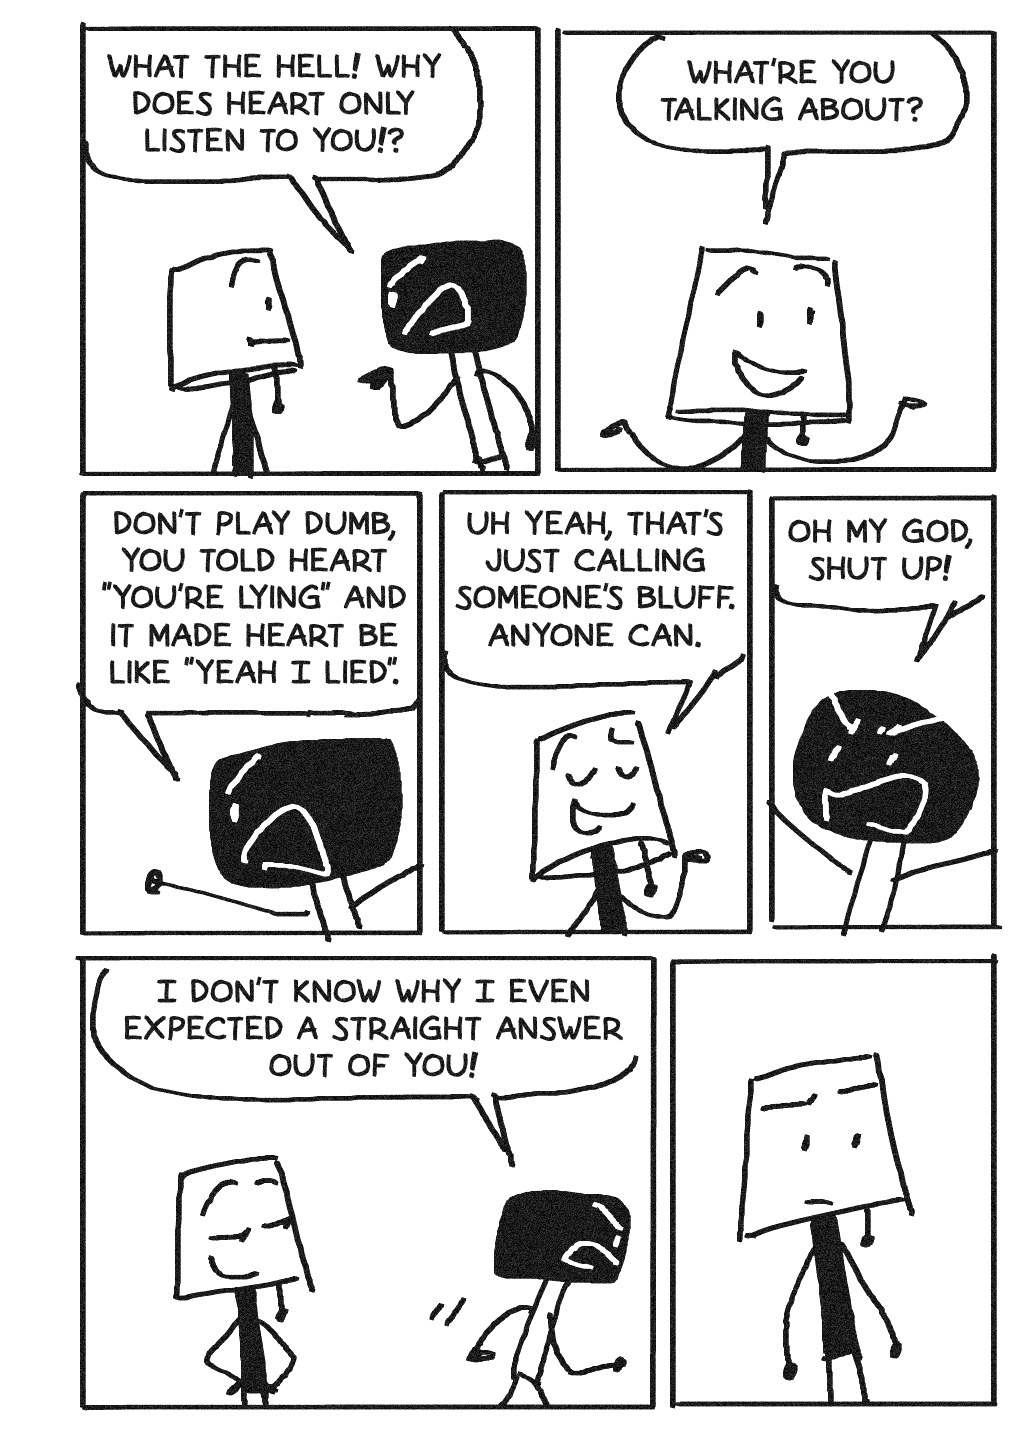 WHAT THE HELL! WHY
DOES HEART ONLY
LISTEN TO YOU!?
WHAT'RE YOU
TALKING ABOUT?
DON'T PLAY DUMB,
YOU TOLD HEART
"YOU'RE LYING" AND
IT MADE HEART BE
LIKE "YEAH I LIED".
UH YEAH, THAT'S
JUST CALLING
SOMEONE'S BLUFF.
ANYONE CAN.
OH MY GOD,
SHUT UP!
I DON'T KNOW WHY I EVEN
EXPECTED A STRAIGHT ANSWER
OUT OF YOU!